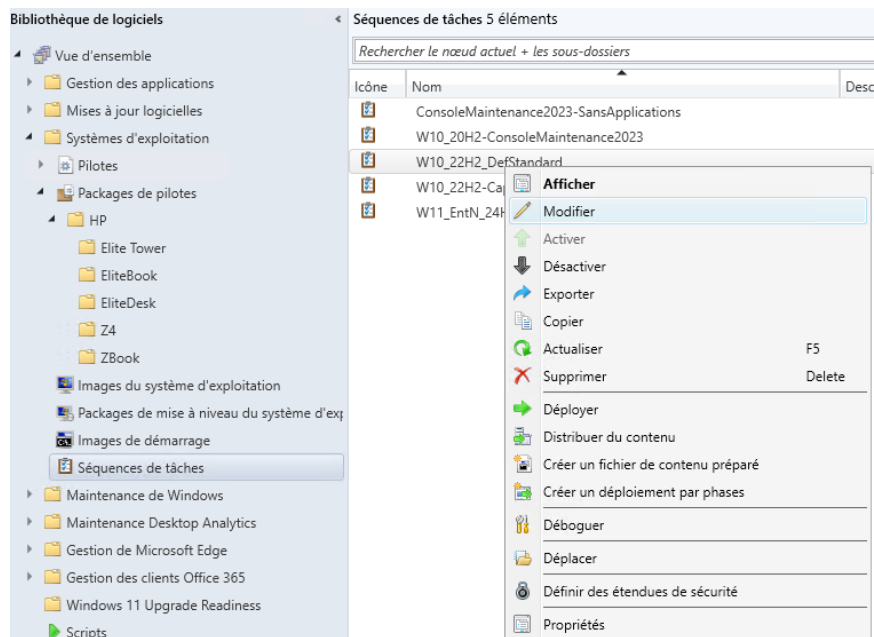 Bibliothèque de logiciels
Vue d'ensemble
Gestion des applications
Mises à jour logicielles
Systèmes d'exploitation
Pilotes
Packages de pilotes
HP
Elite Tower
EliteBook
EliteDesk
Z4
ZBook
Images du système d'exploitation
Packages de mise à niveau du système d'exp
Images de démarrage
Séquences de tâches
Maintenance de Windows
Maintenance Desktop Analytics
Gestion de Microsoft Edge
Gestion des clients Office 365
Windows 11 Upgrade Readiness
Scripts
Séquences de tâches 5 éléments
Rechercher le nœud actuel + les sous-dossiers
Icône Nom Desc
ConsoleMaintenance2023-SansApplications
W10_20H2-ConsoleMaintenance2023
W10_22H2_DefStandard
W10_22H2-Ca
W11_EntN_24H
Afficher
Modifier
Activer
Désactiver
Exporter
Copier
Actualiser F5
Supprimer Delete
Déployer
Distribuer du contenu
Créer un fichier de contenu préparé
Créer un déploiement par phases
Déboguer
Déplacer
Définir des étendues de sécurité
Propriétés